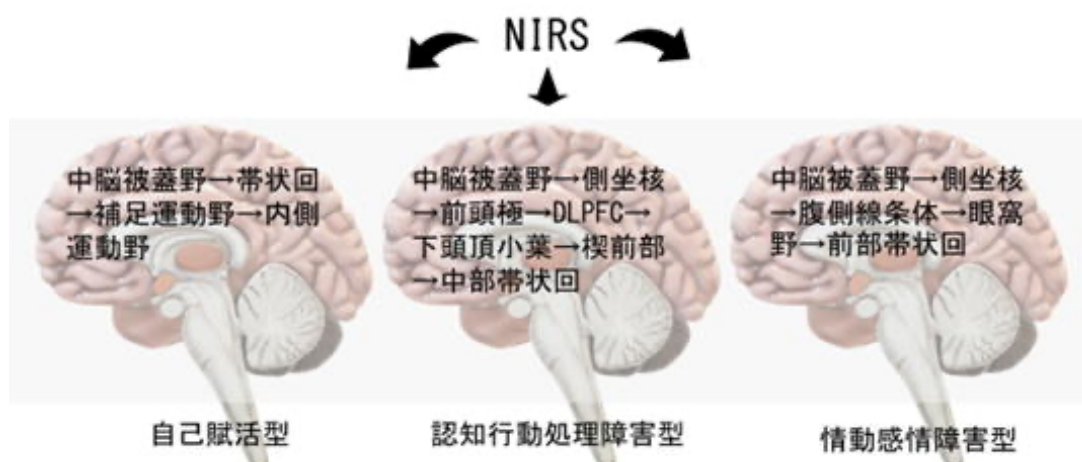 NIRS
中脳被蓋野→帯状回
→補足運動野→内側
運動野
中脳被蓋野→側坐核
→前頭極→DLPFC→
下頭頂小葉→楔前部
→中部帯状回
中脳被蓋野→側坐核
→腹側線条体→眼窩
野→前部帯状回
自己賦活型
認知行動処理障害型
情動感情障害型